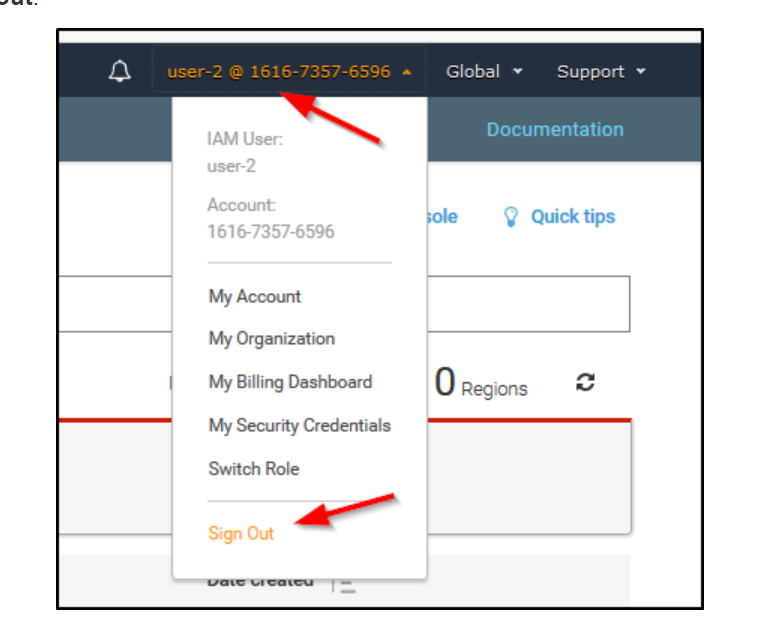 out.
user-2 @ 1616-7357-6596 Global Support
IAM User:
user-2
Documentation
Account:
1616-7357-6596
sole Quick tips
My Account
My Organization
My Billing Dashboard
0 Regions
My Security Credentials
Switch Role
Sign Out
Date created